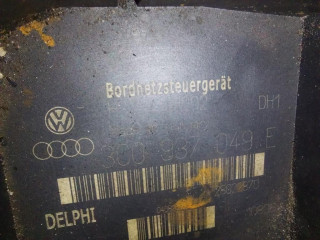 Bordnetzsteuergerät
DH1
3C0 937 049 E
DELPHI